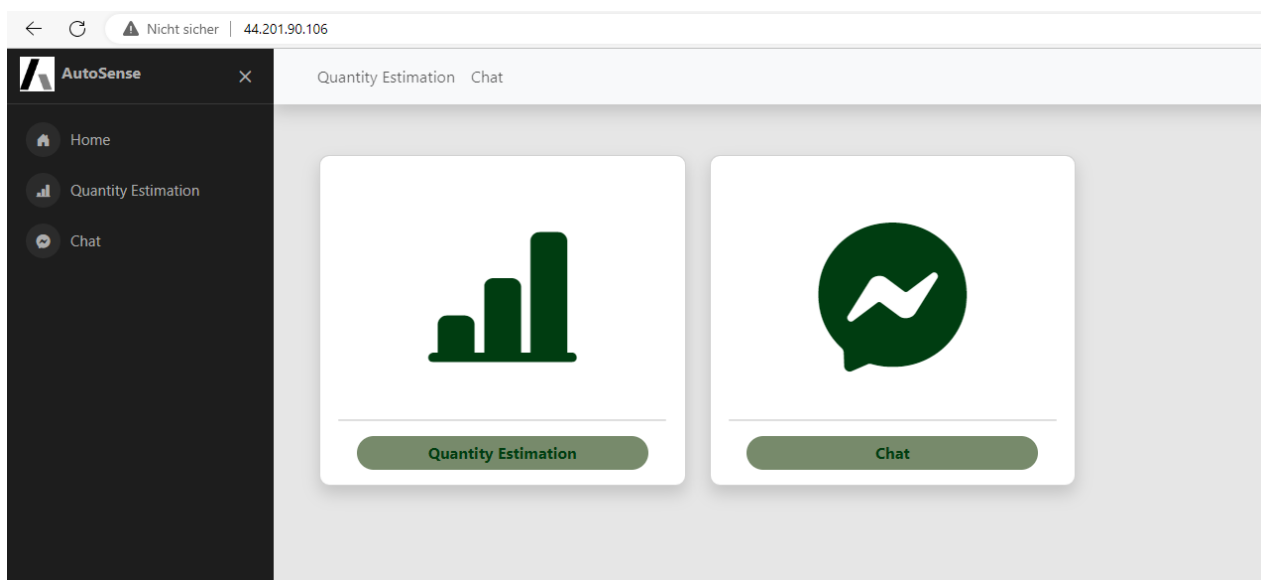 Nicht sicher | 44.201.90.106
AutoSense
Quantity Estimation Chat
Home
Quantity Estimation
Chat
Quantity Estimation
Chat